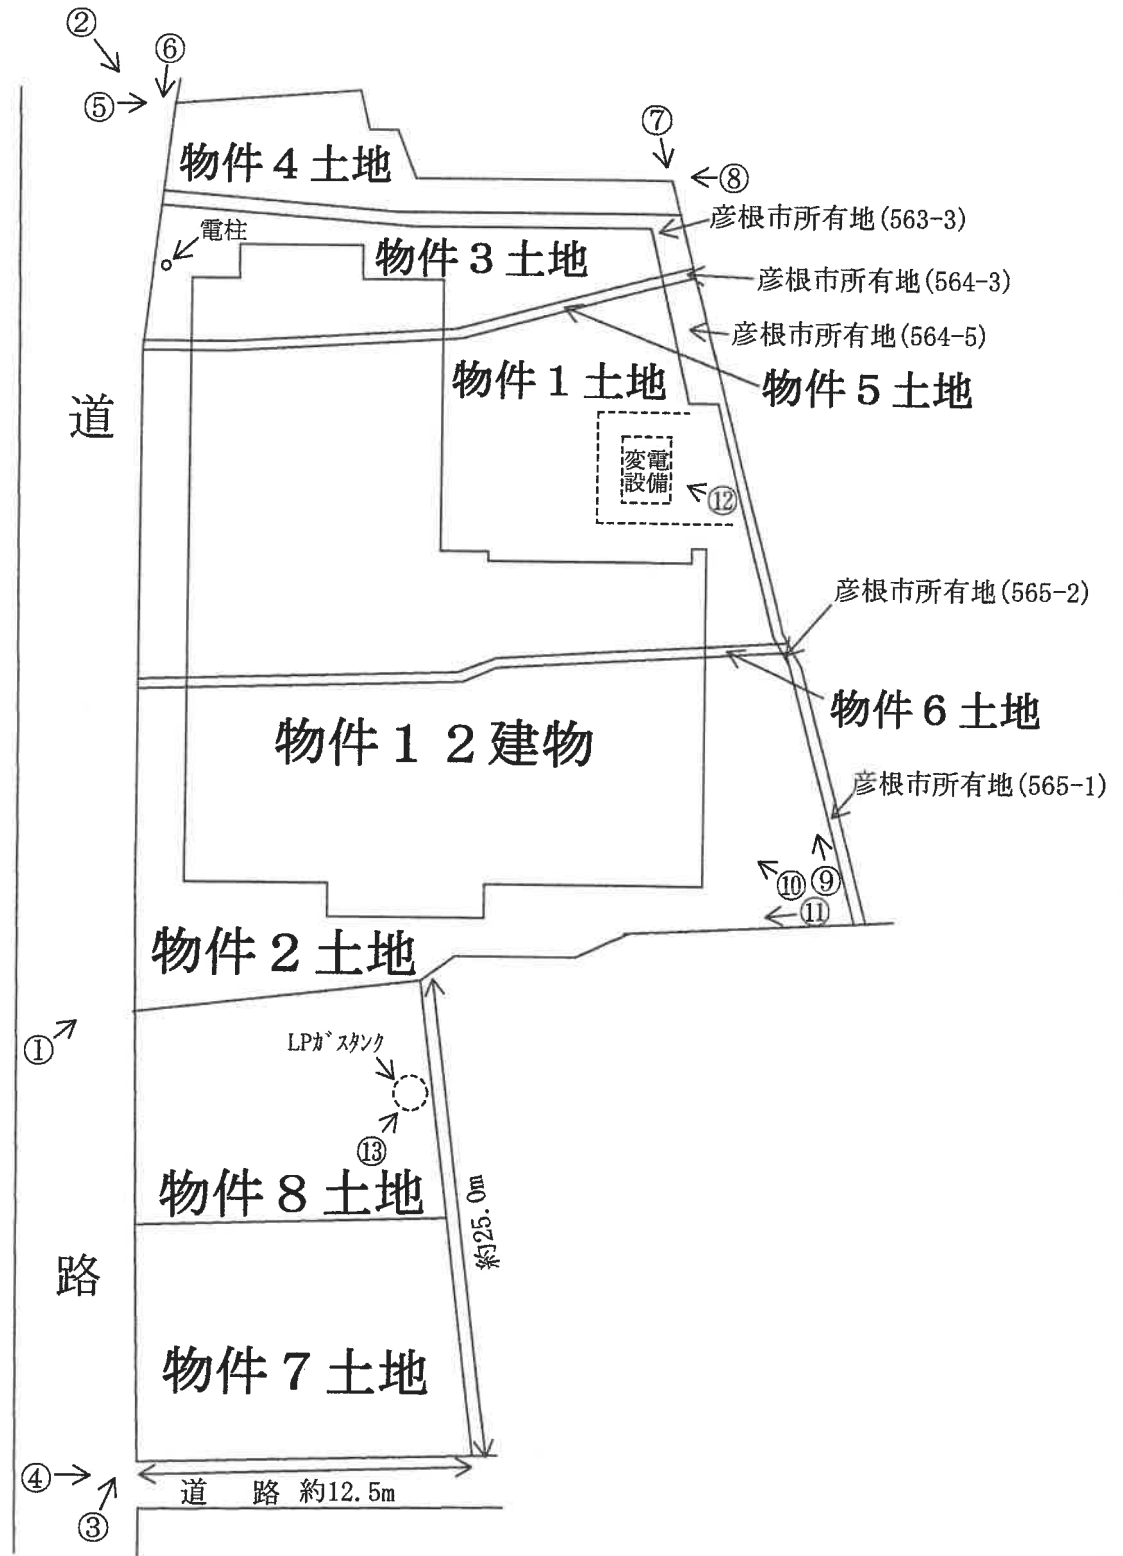 ②
⑥
⑤
⑦
物件４土地
⑧
彦根市所有地(563-3)
電柱
物件３土地
彦根市所有地(564-3)
彦根市所有地(564-5)
物件１土地
物件５土地
道
変電
設備
⑫
彦根市所有地(565-2)
物件６土地
物件１２建物
彦根市所有地(565-1)
⑩
⑨
⑪
物件２土地
①
LPｶﾞｽﾀﾝｸ
⑬
物件８土地
約25.0m
路
物件７土地
④
道　路 約12.5m
③